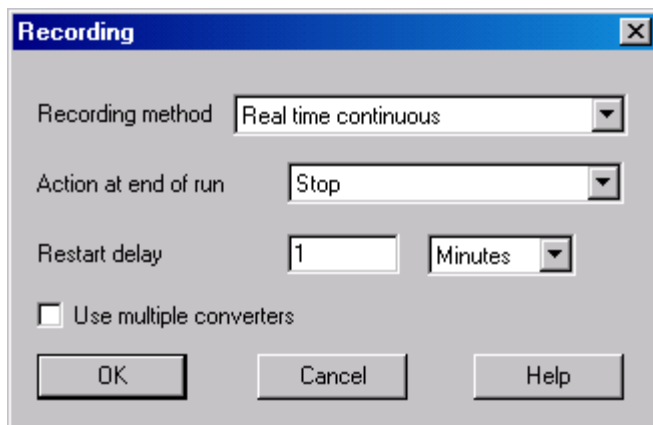 Recording
Recording method Real time continuous
Action at end of run Stop
Restart delay 1 Minutes
Use multiple converters
OK Cancel Help